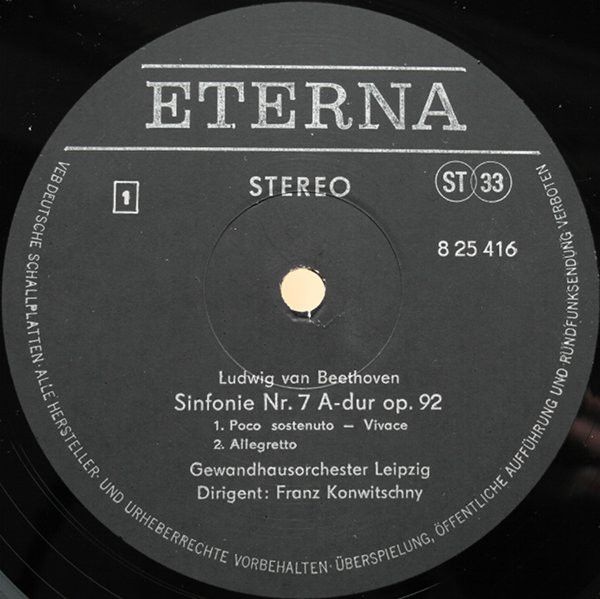 ETERNA
STEREO
ST 33
1
8 25 416
Ludwig van Beethoven
Sinfonie Nr. 7 A-dur op. 92
1. Poco sostenuto – Vivace
2. Allegretto
Gewandhausorchester Leipzig
Dirigent: Franz Konwitschny
VEB DEUTSCHE SCHALLPLATTEN · ALLE HERSTELLER- UND URHEBERRECHTE VORBEHALTEN · ÜBERSPIELUNG, ÖFFENTLICHE AUFFÜHRUNG UND RUNDFUNKSENDUNG VERBOTEN